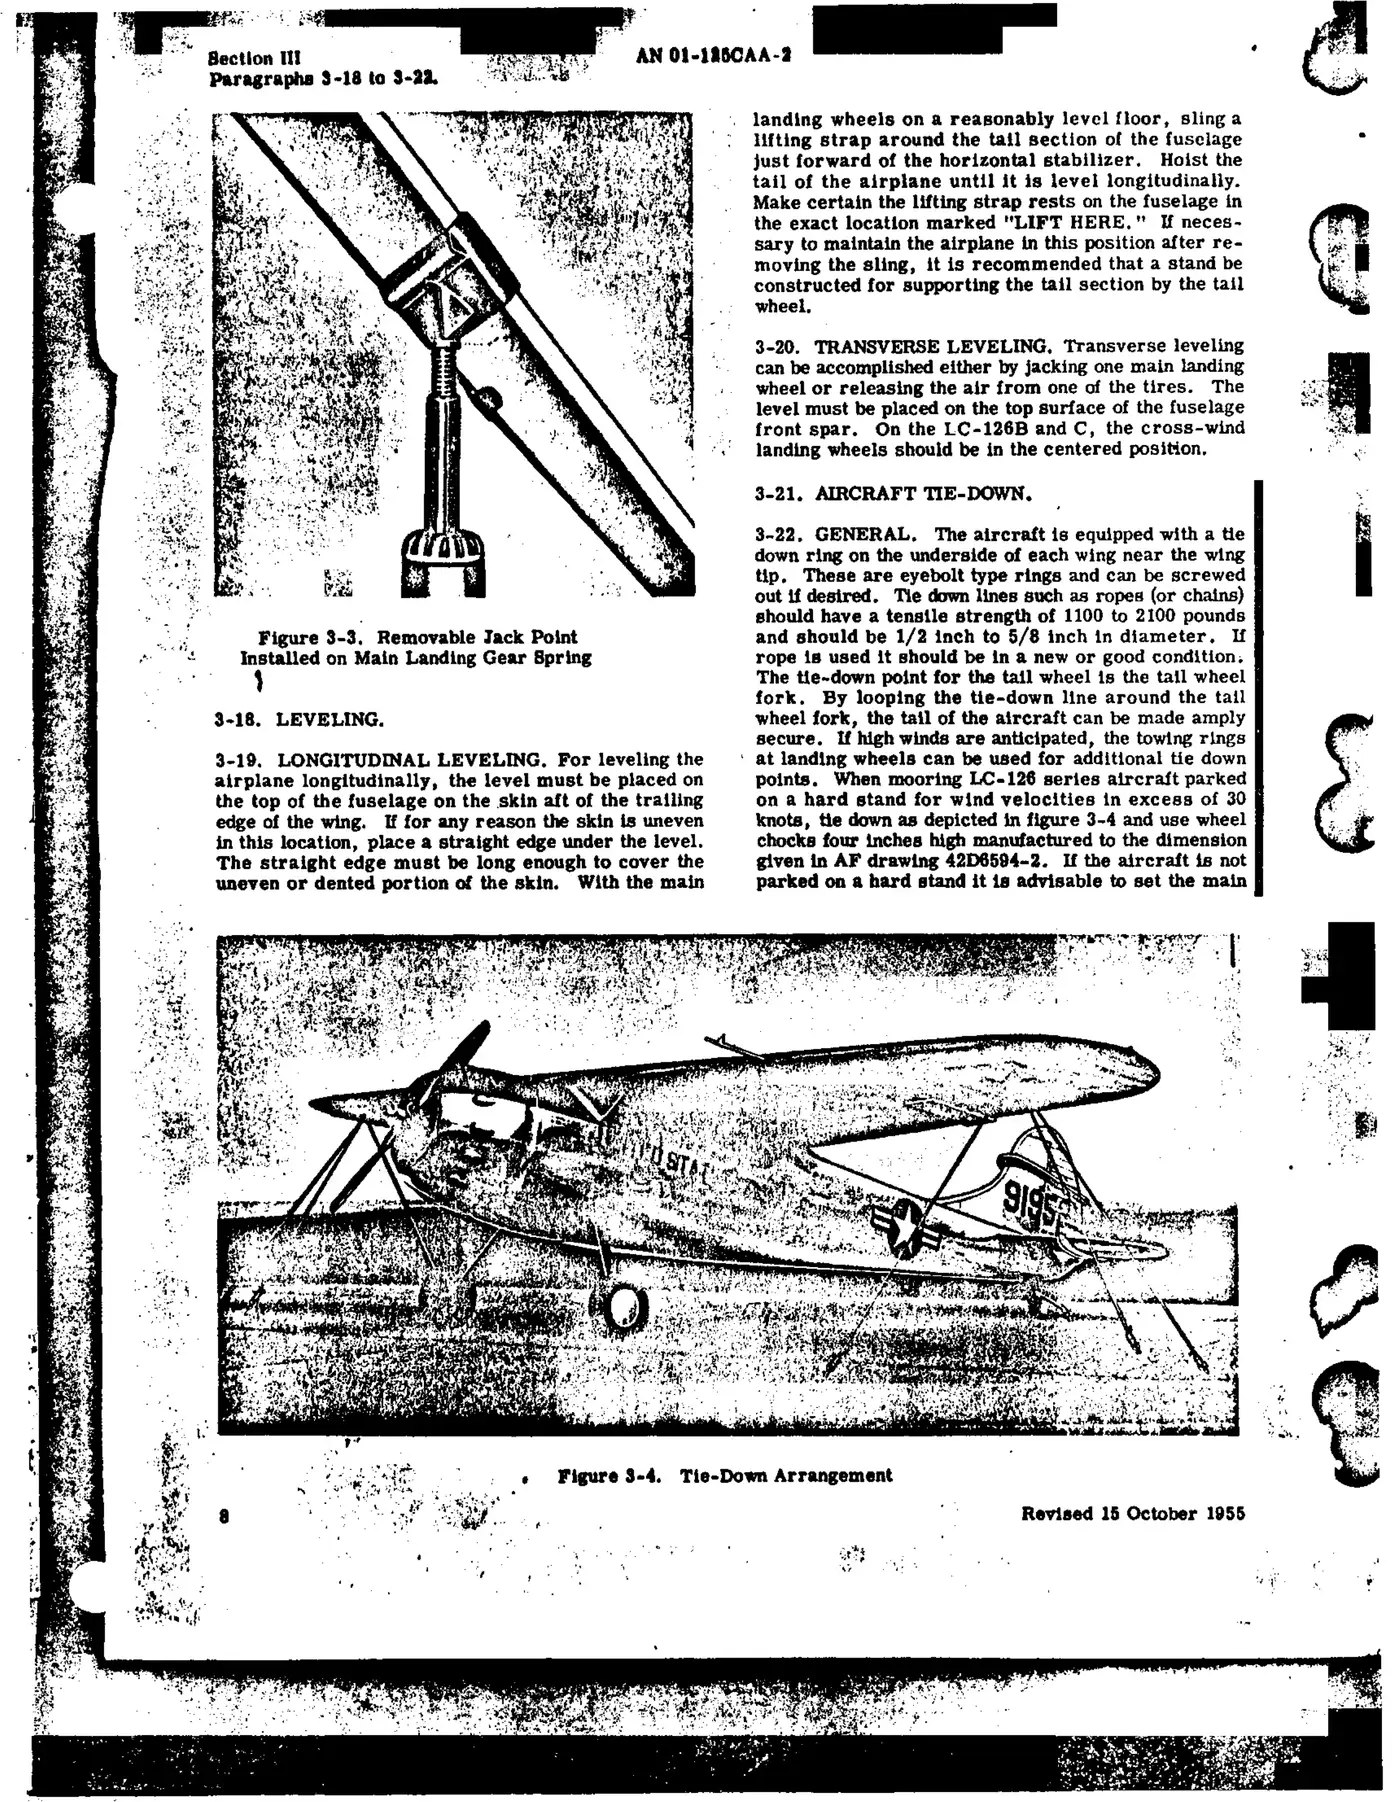 Section III
Paragraphs 3-18 to 3-22.
AN 01-125CAA-2
Figure 3-3. Removable Jack Point
Installed on Main Landing Gear Spring
3-18. LEVELING.
3-19. LONGITUDINAL LEVELING. For leveling the
airplane longitudinally, the level must be placed on
the top of the fuselage on the skin aft of the trailing
edge of the wing. If for any reason the skin is uneven
in this location, place a straight edge under the level.
The straight edge must be long enough to cover the
uneven or dented portion of the skin. With the main
landing wheels on a reasonably level floor, sling a
lifting strap around the tail section of the fuselage
just forward of the horizontal stabilizer. Hoist the
tail of the airplane until it is level longitudinally.
Make certain the lifting strap rests on the fuselage in
the exact location marked "LIFT HERE." If neces-
sary to maintain the airplane in this position after re-
moving the sling, it is recommended that a stand be
constructed for supporting the tail section by the tail
wheel.
3-20. TRANSVERSE LEVELING. Transverse leveling
can be accomplished either by jacking one main landing
wheel or releasing the air from one of the tires. The
level must be placed on the top surface of the fuselage
front spar. On the LC-126B and C, the cross-wind
landing wheels should be in the centered position.
3-21. AIRCRAFT TIE-DOWN.
3-22. GENERAL. The aircraft is equipped with a tie
down ring on the underside of each wing near the wing
tip. These are eyebolt type rings and can be screwed
out if desired. Tie down lines such as ropes (or chains)
should have a tensile strength of 1100 to 2100 pounds
and should be 1/2 inch to 5/8 inch in diameter. If
rope is used it should be in a new or good condition.
The tie-down point for the tail wheel is the tail wheel
fork. By looping the tie-down line around the tail
wheel fork, the tail of the aircraft can be made amply
secure. If high winds are anticipated, the towing rings
at landing wheels can be used for additional tie down
points. When mooring LC-126 series aircraft parked
on a hard stand for wind velocities in excess of 30
knots, tie down as depicted in figure 3-4 and use wheel
chocks four inches high manufactured to the dimension
given in AF drawing 42D6594-2. If the aircraft is not
parked on a hard stand it is advisable to set the main
9195
Figure 3-4. Tie-Down Arrangement
8
Revised 15 October 1955